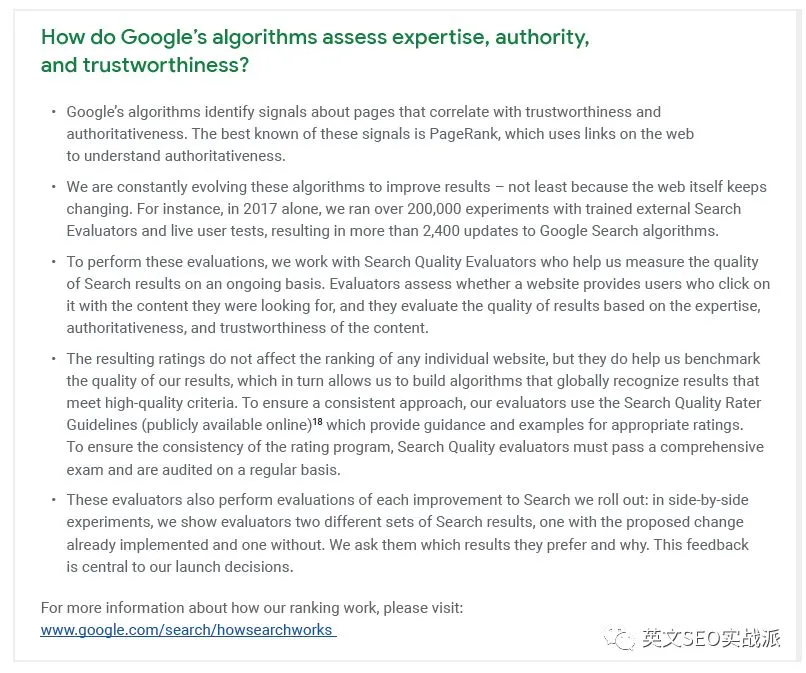 How do Google’s algorithms assess expertise, authority,
and trustworthiness?
• Google’s algorithms identify signals about pages that correlate with trustworthiness and
authoritativeness. The best known of these signals is PageRank, which uses links on the web
to understand authoritativeness.
• We are constantly evolving these algorithms to improve results – not least because the web itself keeps
changing. For instance, in 2017 alone, we ran over 200,000 experiments with trained external Search
Evaluators and live user tests, resulting in more than 2,400 updates to Google Search algorithms.
• To perform these evaluations, we work with Search Quality Evaluators who help us measure the quality
of Search results on an ongoing basis. Evaluators assess whether a website provides users who click on
it with the content they were looking for, and they evaluate the quality of results based on the expertise,
authoritativeness, and trustworthiness of the content.
• The resulting ratings do not affect the ranking of any individual website, but they do help us benchmark
the quality of our results, which in turn allows us to build algorithms that globally recognize results that
meet high-quality criteria. To ensure a consistent approach, our evaluators use the Search Quality Rater
Guidelines (publicly available online)18 which provide guidance and examples for appropriate ratings.
To ensure the consistency of the rating program, Search Quality evaluators must pass a comprehensive
exam and are audited on a regular basis.
• These evaluators also perform evaluations of each improvement to Search we roll out: in side-by-side
experiments, we show evaluators two different sets of Search results, one with the proposed change
already implemented and one without. We ask them which results they prefer and why. This feedback
is central to our launch decisions.
For more information about how our ranking work, please visit:
www.google.com/search/howsearchworks
英文SEO实战派